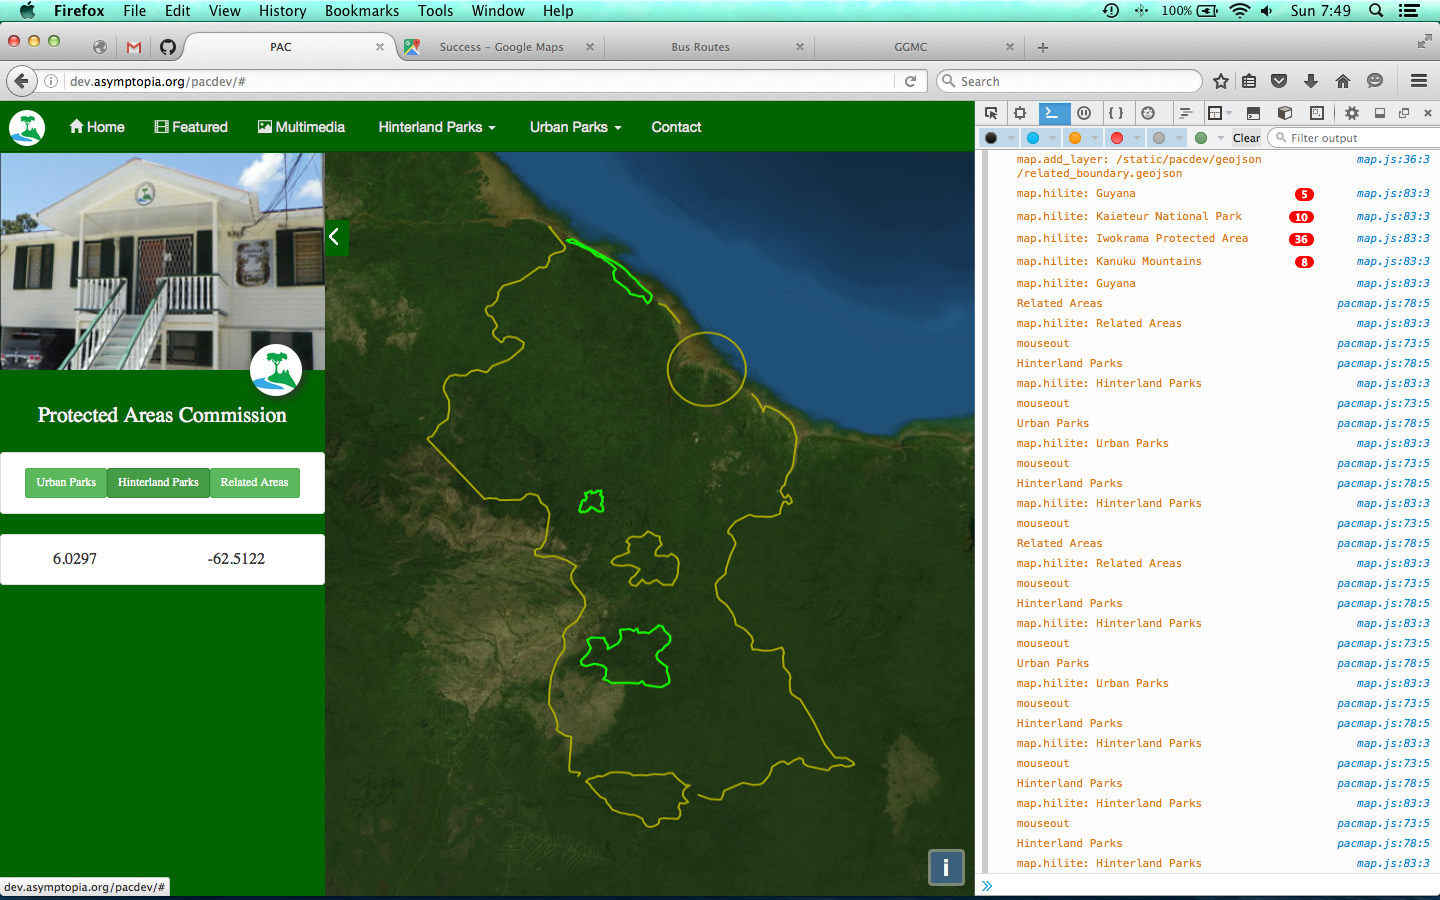 Firefox File Edit View History Bookmarks Tools Window Help 100% Sun 7:49
PAC Success - Google Maps Bus Routes GGMC
dev.asymptopia.org/pacdev/# Search
Home Featured Multimedia Hinterland Parks Urban Parks Contact
Clear Filter output
Protected Areas Commission
Urban Parks Hinterland Parks Related Areas
6.0297 -62.5122
i
dev.asymptopia.org/pacdev/#
map.add_layer: /static/pacdev/geojson map.js:36:3
/related_boundary.geojson
map.hilite: Guyana 5 map.js:83:3
map.hilite: Kaieteur National Park 10 map.js:83:3
map.hilite: Iwokrama Protected Area 36 map.js:83:3
map.hilite: Kanuku Mountains 8 map.js:83:3
map.hilite: Guyana map.js:83:3
Related Areas pacmap.js:78:5
map.hilite: Related Areas map.js:83:3
mouseout pacmap.js:73:5
Hinterland Parks pacmap.js:78:5
map.hilite: Hinterland Parks map.js:83:3
mouseout pacmap.js:73:5
Urban Parks pacmap.js:78:5
map.hilite: Urban Parks map.js:83:3
mouseout pacmap.js:73:5
Hinterland Parks pacmap.js:78:5
map.hilite: Hinterland Parks map.js:83:3
mouseout pacmap.js:73:5
Related Areas pacmap.js:78:5
map.hilite: Related Areas map.js:83:3
mouseout pacmap.js:73:5
Hinterland Parks pacmap.js:78:5
map.hilite: Hinterland Parks map.js:83:3
mouseout pacmap.js:73:5
Urban Parks pacmap.js:78:5
map.hilite: Urban Parks map.js:83:3
mouseout pacmap.js:73:5
Hinterland Parks pacmap.js:78:5
map.hilite: Hinterland Parks map.js:83:3
mouseout pacmap.js:73:5
Hinterland Parks pacmap.js:78:5
map.hilite: Hinterland Parks map.js:83:3
mouseout pacmap.js:73:5
Hinterland Parks pacmap.js:78:5
map.hilite: Hinterland Parks map.js:83:3